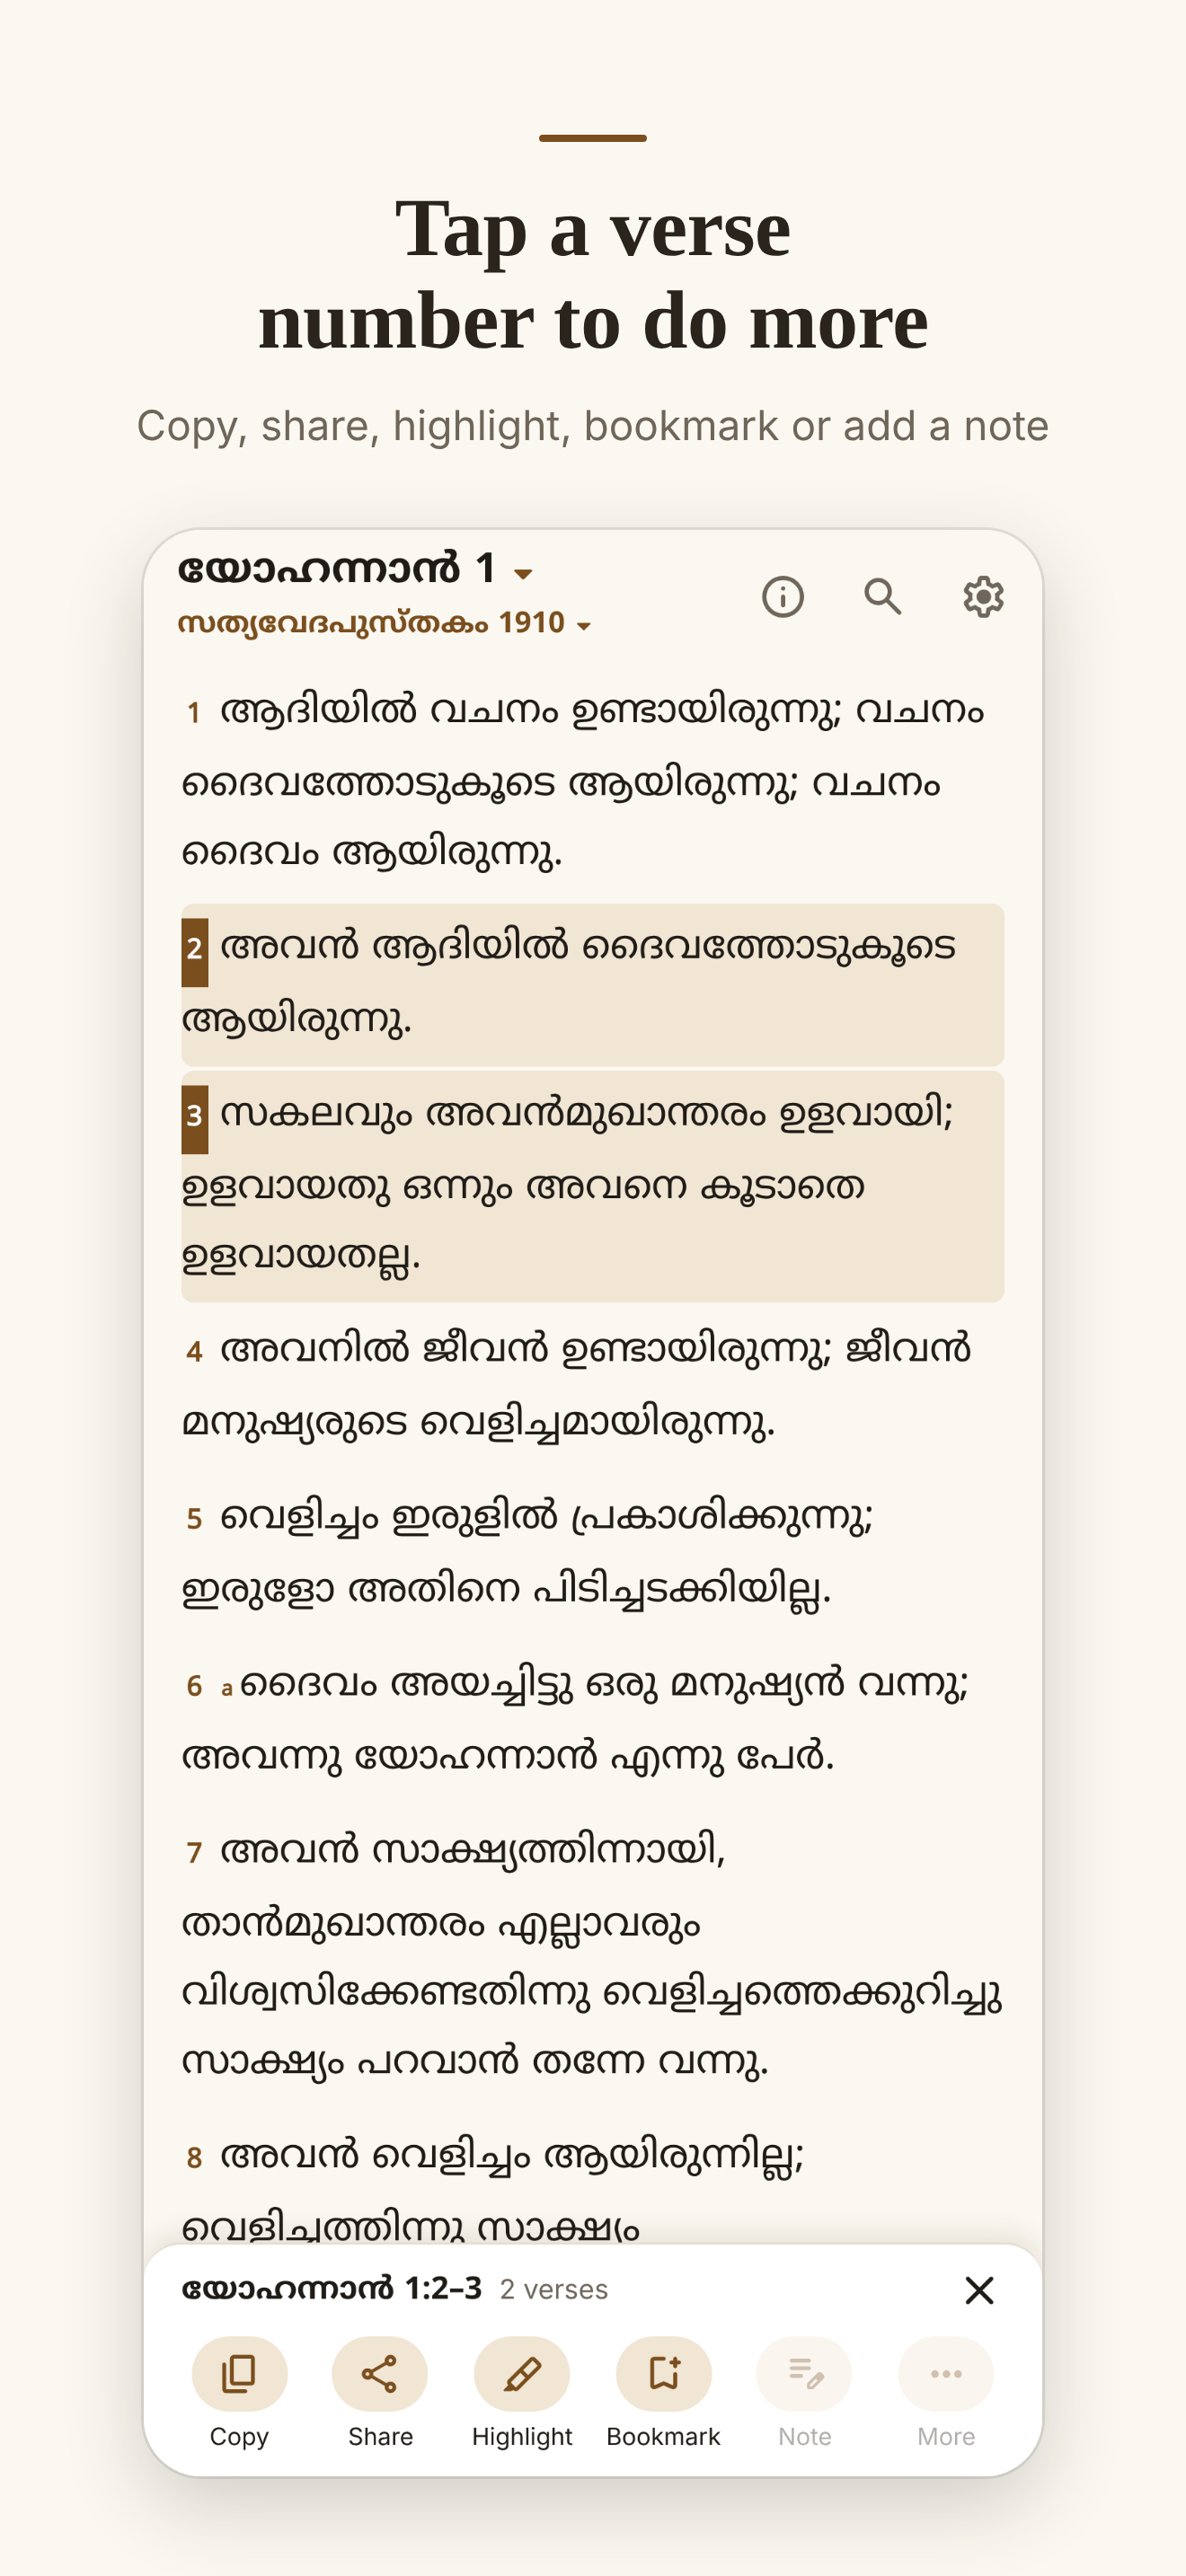 Tap a verse
number to do more
Copy, share, highlight, bookmark or add a note
യോഹന്നാൻ 1
സത്യവേദപുസ്തകം 1910
1 ആദിയിൽ വചനം ഉണ്ടായിരുന്നു; വചനം
ദൈവത്തോടുകൂടെ ആയിരുന്നു; വചനം
ദൈവം ആയിരുന്നു.
2 അവൻ ആദിയിൽ ദൈവത്തോടുകൂടെ
ആയിരുന്നു.
3 സകലവും അവൻമുഖാന്തരം ഉളവായി;
ഉളവായതു ഒന്നും അവനെ കൂടാതെ
ഉളവായതല്ല.
4 അവനിൽ ജീവൻ ഉണ്ടായിരുന്നു; ജീവൻ
മനുഷ്യരുടെ വെളിച്ചമായിരുന്നു.
5 വെളിച്ചം ഇരുളിൽ പ്രകാശിക്കുന്നു;
ഇരുളോ അതിനെ പിടിച്ചടക്കിയില്ല.
6 a ദൈവം അയച്ചിട്ടു ഒരു മനുഷ്യൻ വന്നു;
അവന്നു യോഹന്നാൻ എന്നു പേർ.
7 അവൻ സാക്ഷ്യത്തിന്നായി,
താൻമുഖാന്തരം എല്ലാവരും
വിശ്വസിക്കേണ്ടതിന്നു വെളിച്ചത്തെക്കുറിച്ചു
സാക്ഷ്യം പറവാൻ തന്നേ വന്നു.
8 അവൻ വെളിച്ചം ആയിരുന്നില്ല;
വെളിച്ചത്തിന്നു സാക്ഷ്യം
യോഹന്നാൻ 1:2–3 2 verses
Copy Share Highlight Bookmark Note More